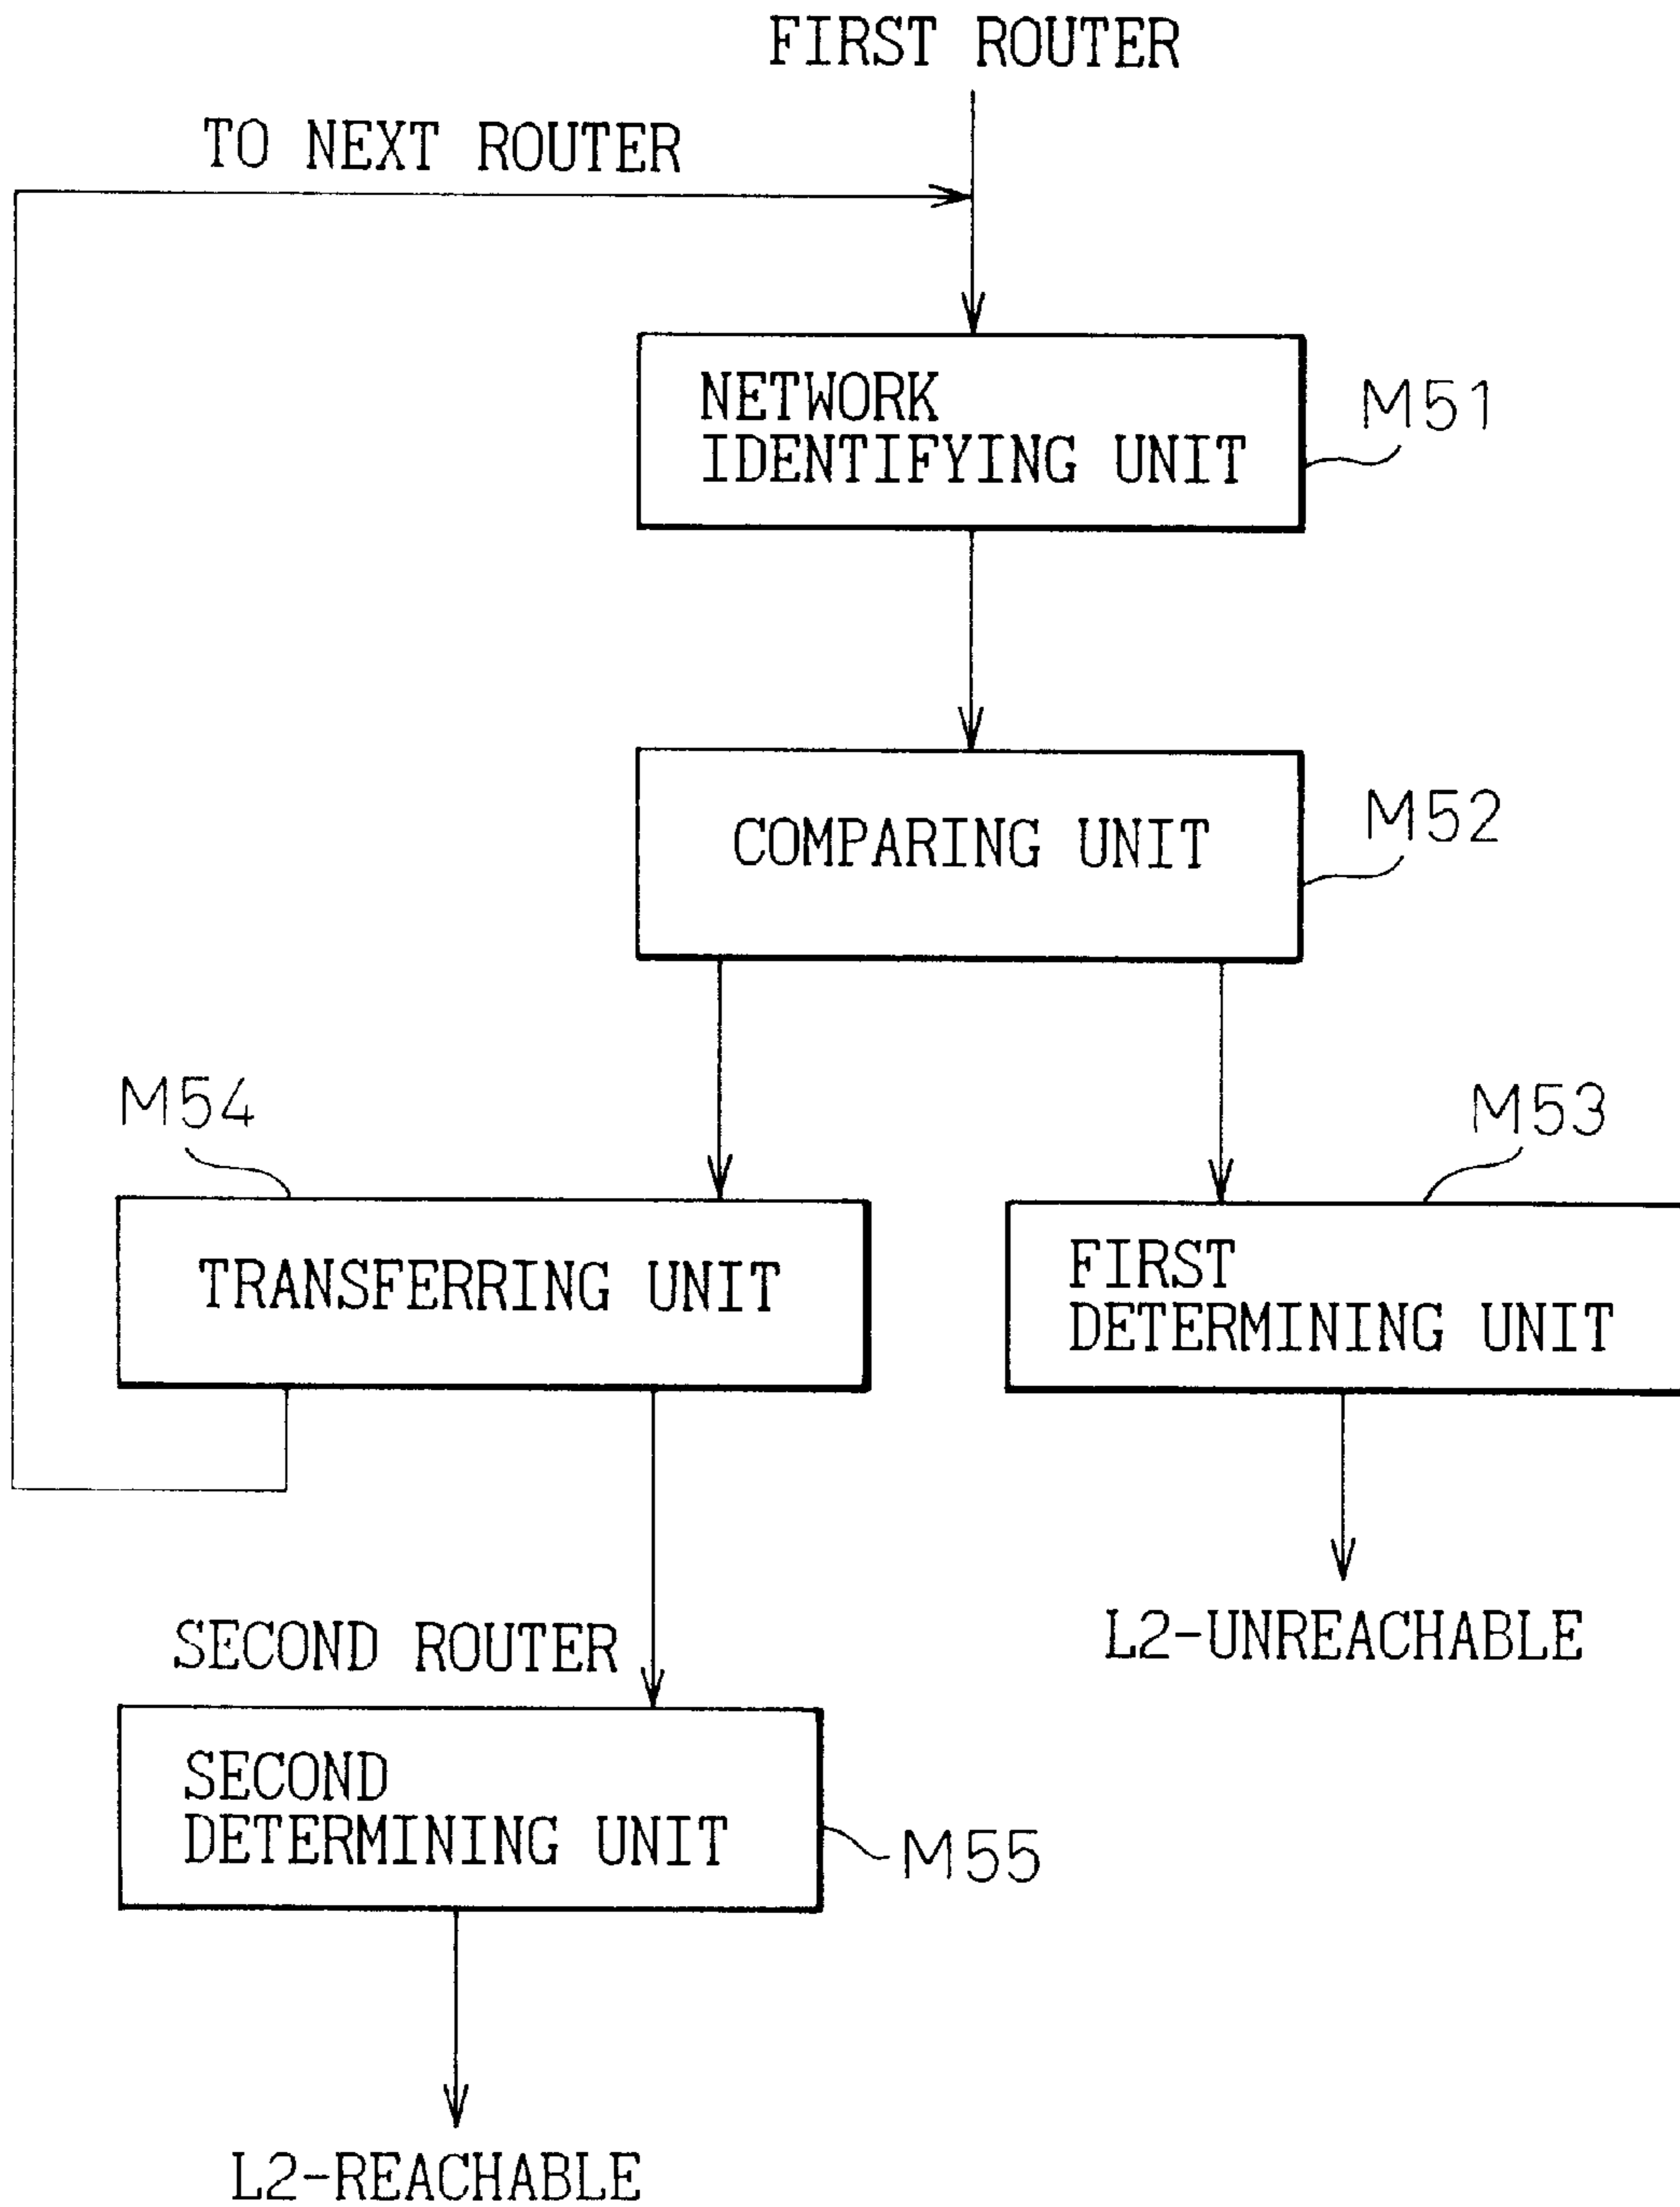 FIRST ROUTER
TO NEXT ROUTER
NETWORK
IDENTIFYING UNIT
M51
COMPARING UNIT
M52
M54
M53
TRANSFERRING UNIT
FIRST
DETERMINING UNIT
SECOND ROUTER
L2-UNREACHABLE
SECOND
DETERMINING UNIT
M55
L2-REACHABLE